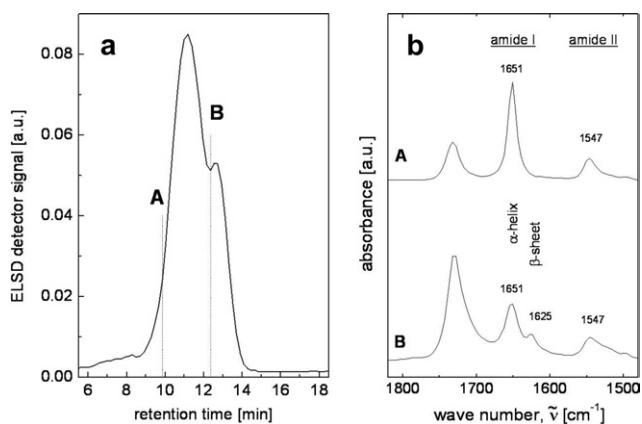 a
ELSD detector signal [a.u.]
0.08
0.06
0.04
0.02
0.00
A
B
6 8 10 12 14 16 18
retention time [min]
b
amide I amide II
absorbance [a.u.]
1651
1547
A
α-helix
β-sheet
1651
1625
1547
B
1800 1700 1600 1500
wave number, ṽ [cm⁻¹]